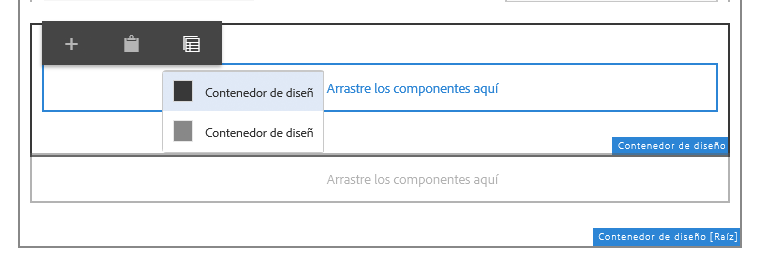 Contenedor de diseñ
Arrastre los componentes aquí
Contenedor de diseñ
Contenedor de diseño
Arrastre los componentes aquí
Contenedor de diseño [Raíz]